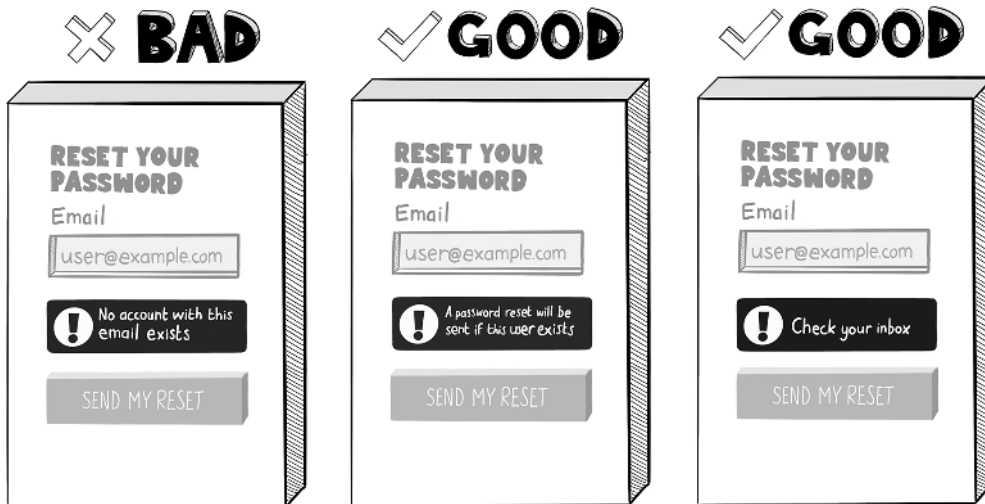 BAD
RESET YOUR
PASSWORD
Email
user@example.com
No account with this
email exists
SEND MY RESET
GOOD
RESET YOUR
PASSWORD
Email
user@example.com
A password reset will be
sent if this user exists
SEND MY RESET
GOOD
RESET YOUR
PASSWORD
Email
user@example.com
Check your inbox
SEND MY RESET